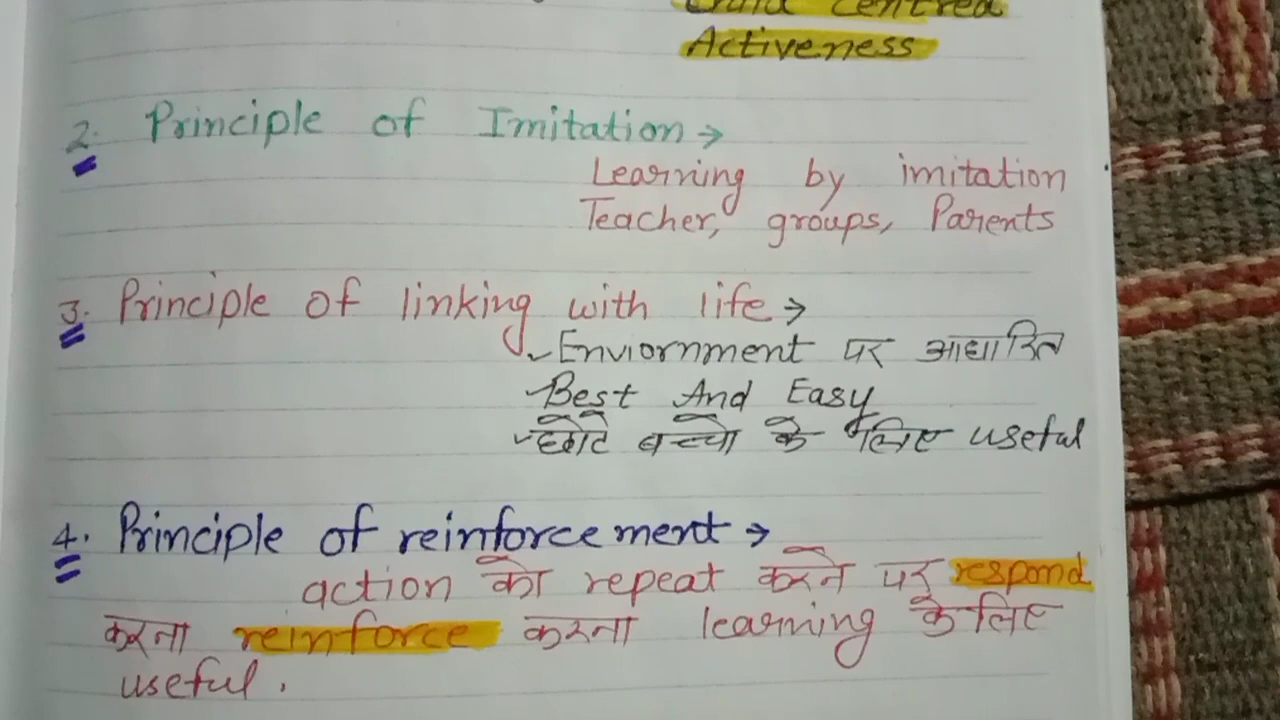 Child Centred
Activeness
2. Principle of Imitation →
Learning by imitation
Teacher, groups, Parents
3. Principle of linking with life →
✓ Enviornment पर आधारित
✓ Best And Easy
✓ छोटे बच्चो के लिए useful
4. Principle of reinforcement →
action को repeat करने पर respond
करना reinforce करना learning के लिए
useful.